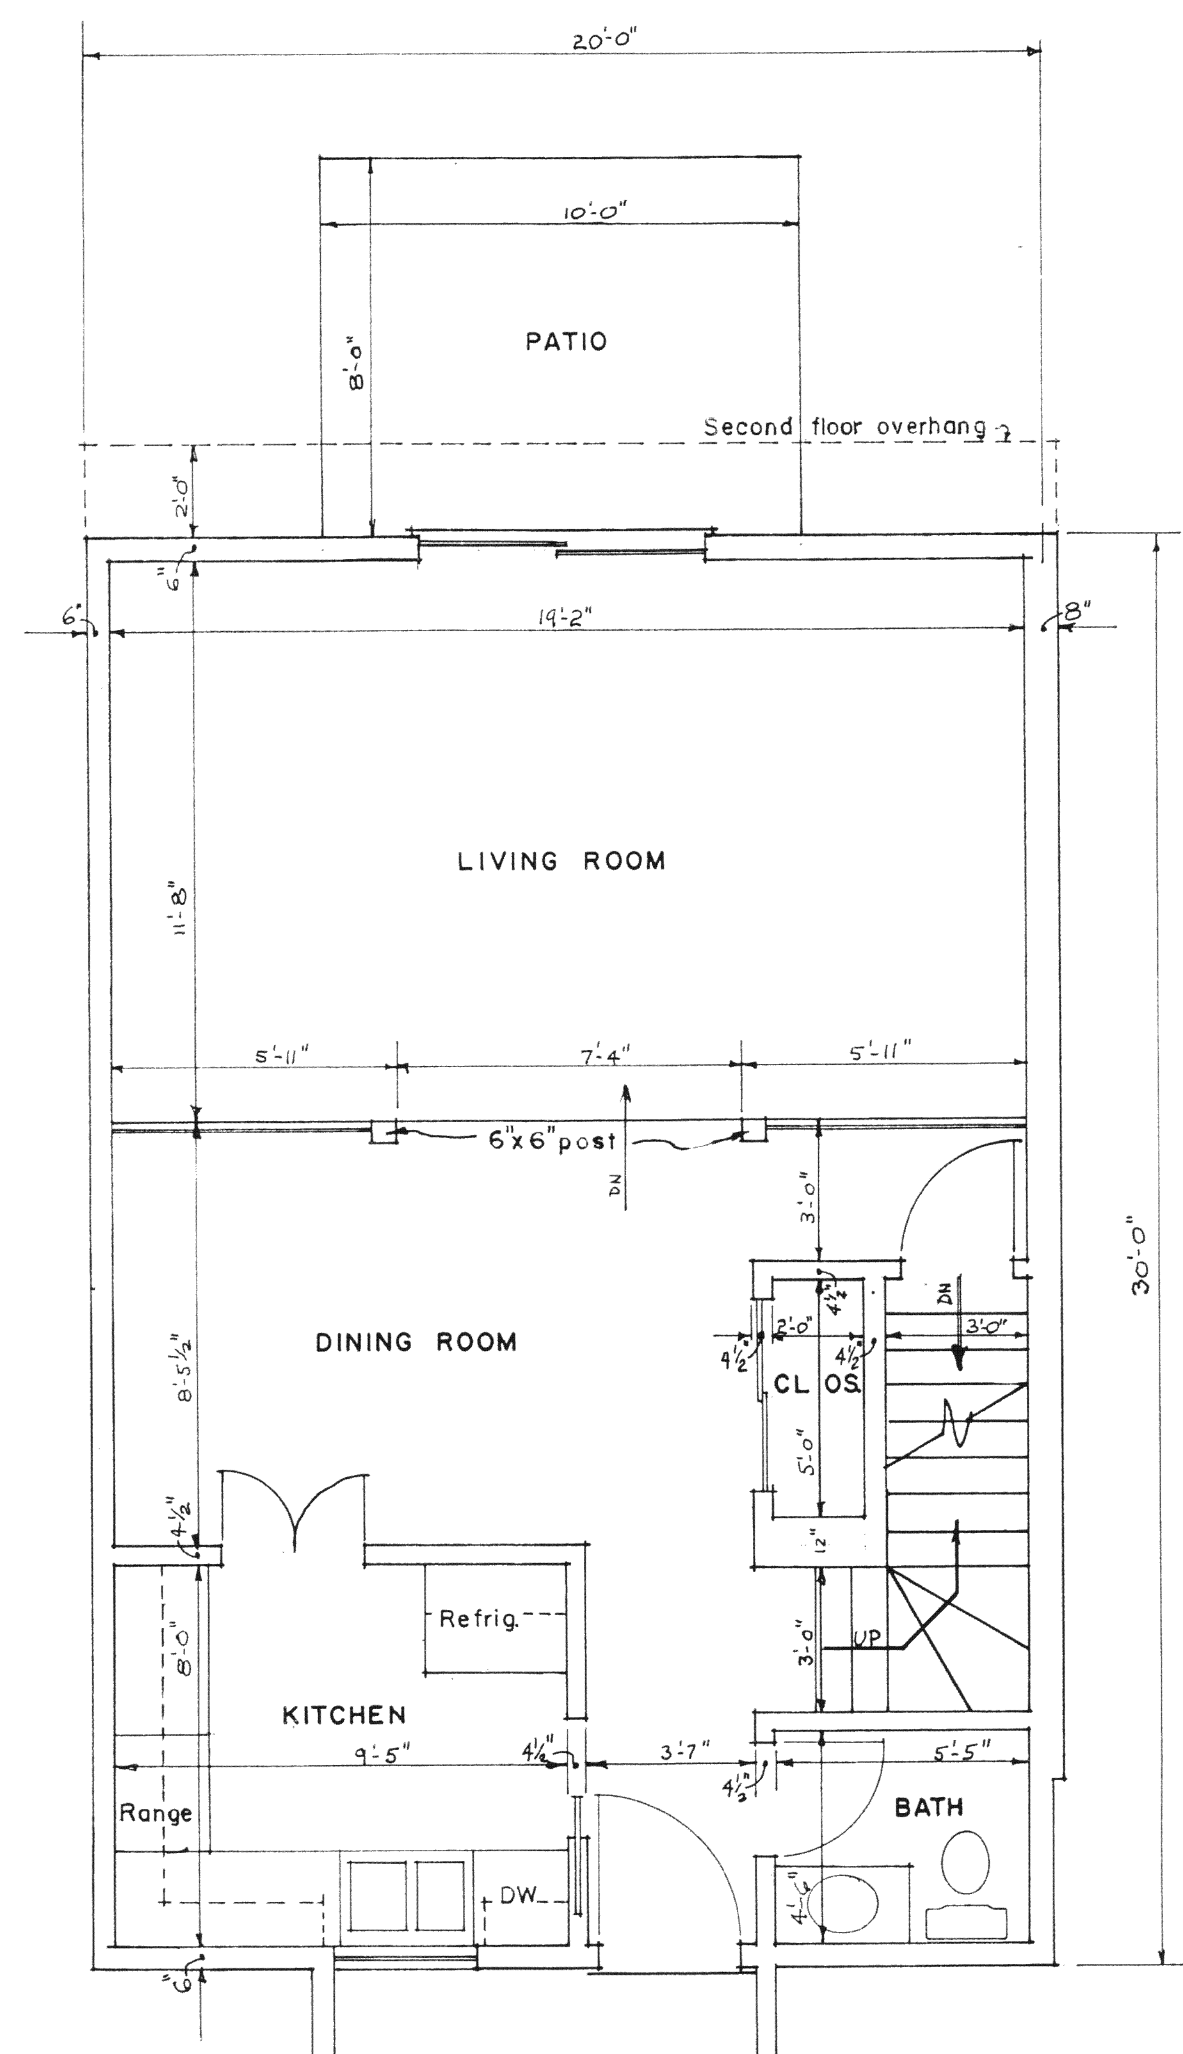 20'-0"
10'-0"
PATIO
8'-0"
Second floor overhang
2'-0"
6"
6"
19'-2"
8"
LIVING ROOM
11'-8"
5'-11"
7'-4"
5'-11"
6"x6" post
DN
3'-0"
30'-0"
4½"
DN
2'-0"
3'-0"
4½"
4½"
DINING ROOM
8'-5½"
CLOS.
5'-0"
4½"
12"
Refrig.
8'-0"
3'-0"
UP
KITCHEN
9'-5"
4½"
3'-7"
4½"
5'-5"
Range
BATH
DW
4'-6"
6"